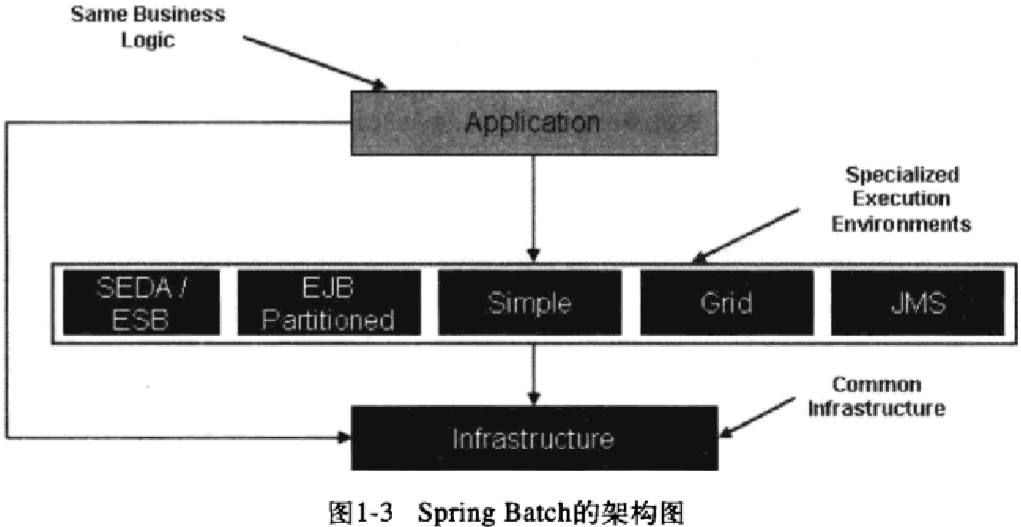 Same Business
Logic
Application
Specialized
Execution
Environments
SEDA /
ESB
EJB
Partitioned
Simple
Grid
JMS
Common
Infrastructure
Infrastructure
图1-3 Spring Batch的架构图